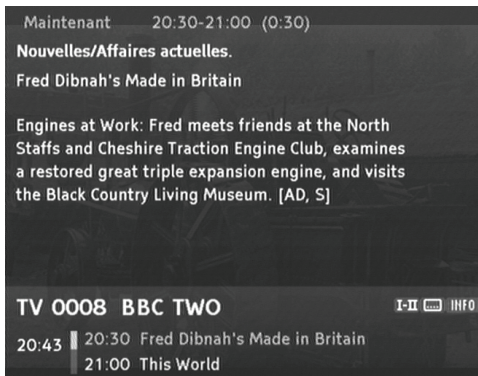 Maintenant 20:30-21:00 (0:30)
Nouvelles/Affaires actuelles.
Fred Dibnah's Made in Britain
Engines at Work: Fred meets friends at the North
Staffs and Cheshire Traction Engine Club, examines
a restored great triple expansion engine, and visits
the Black Country Living Museum. [AD, S]
TV 0008 BBC TWO I-II INFO
20:43 20:30 Fred Dibnah's Made in Britain
21:00 This World